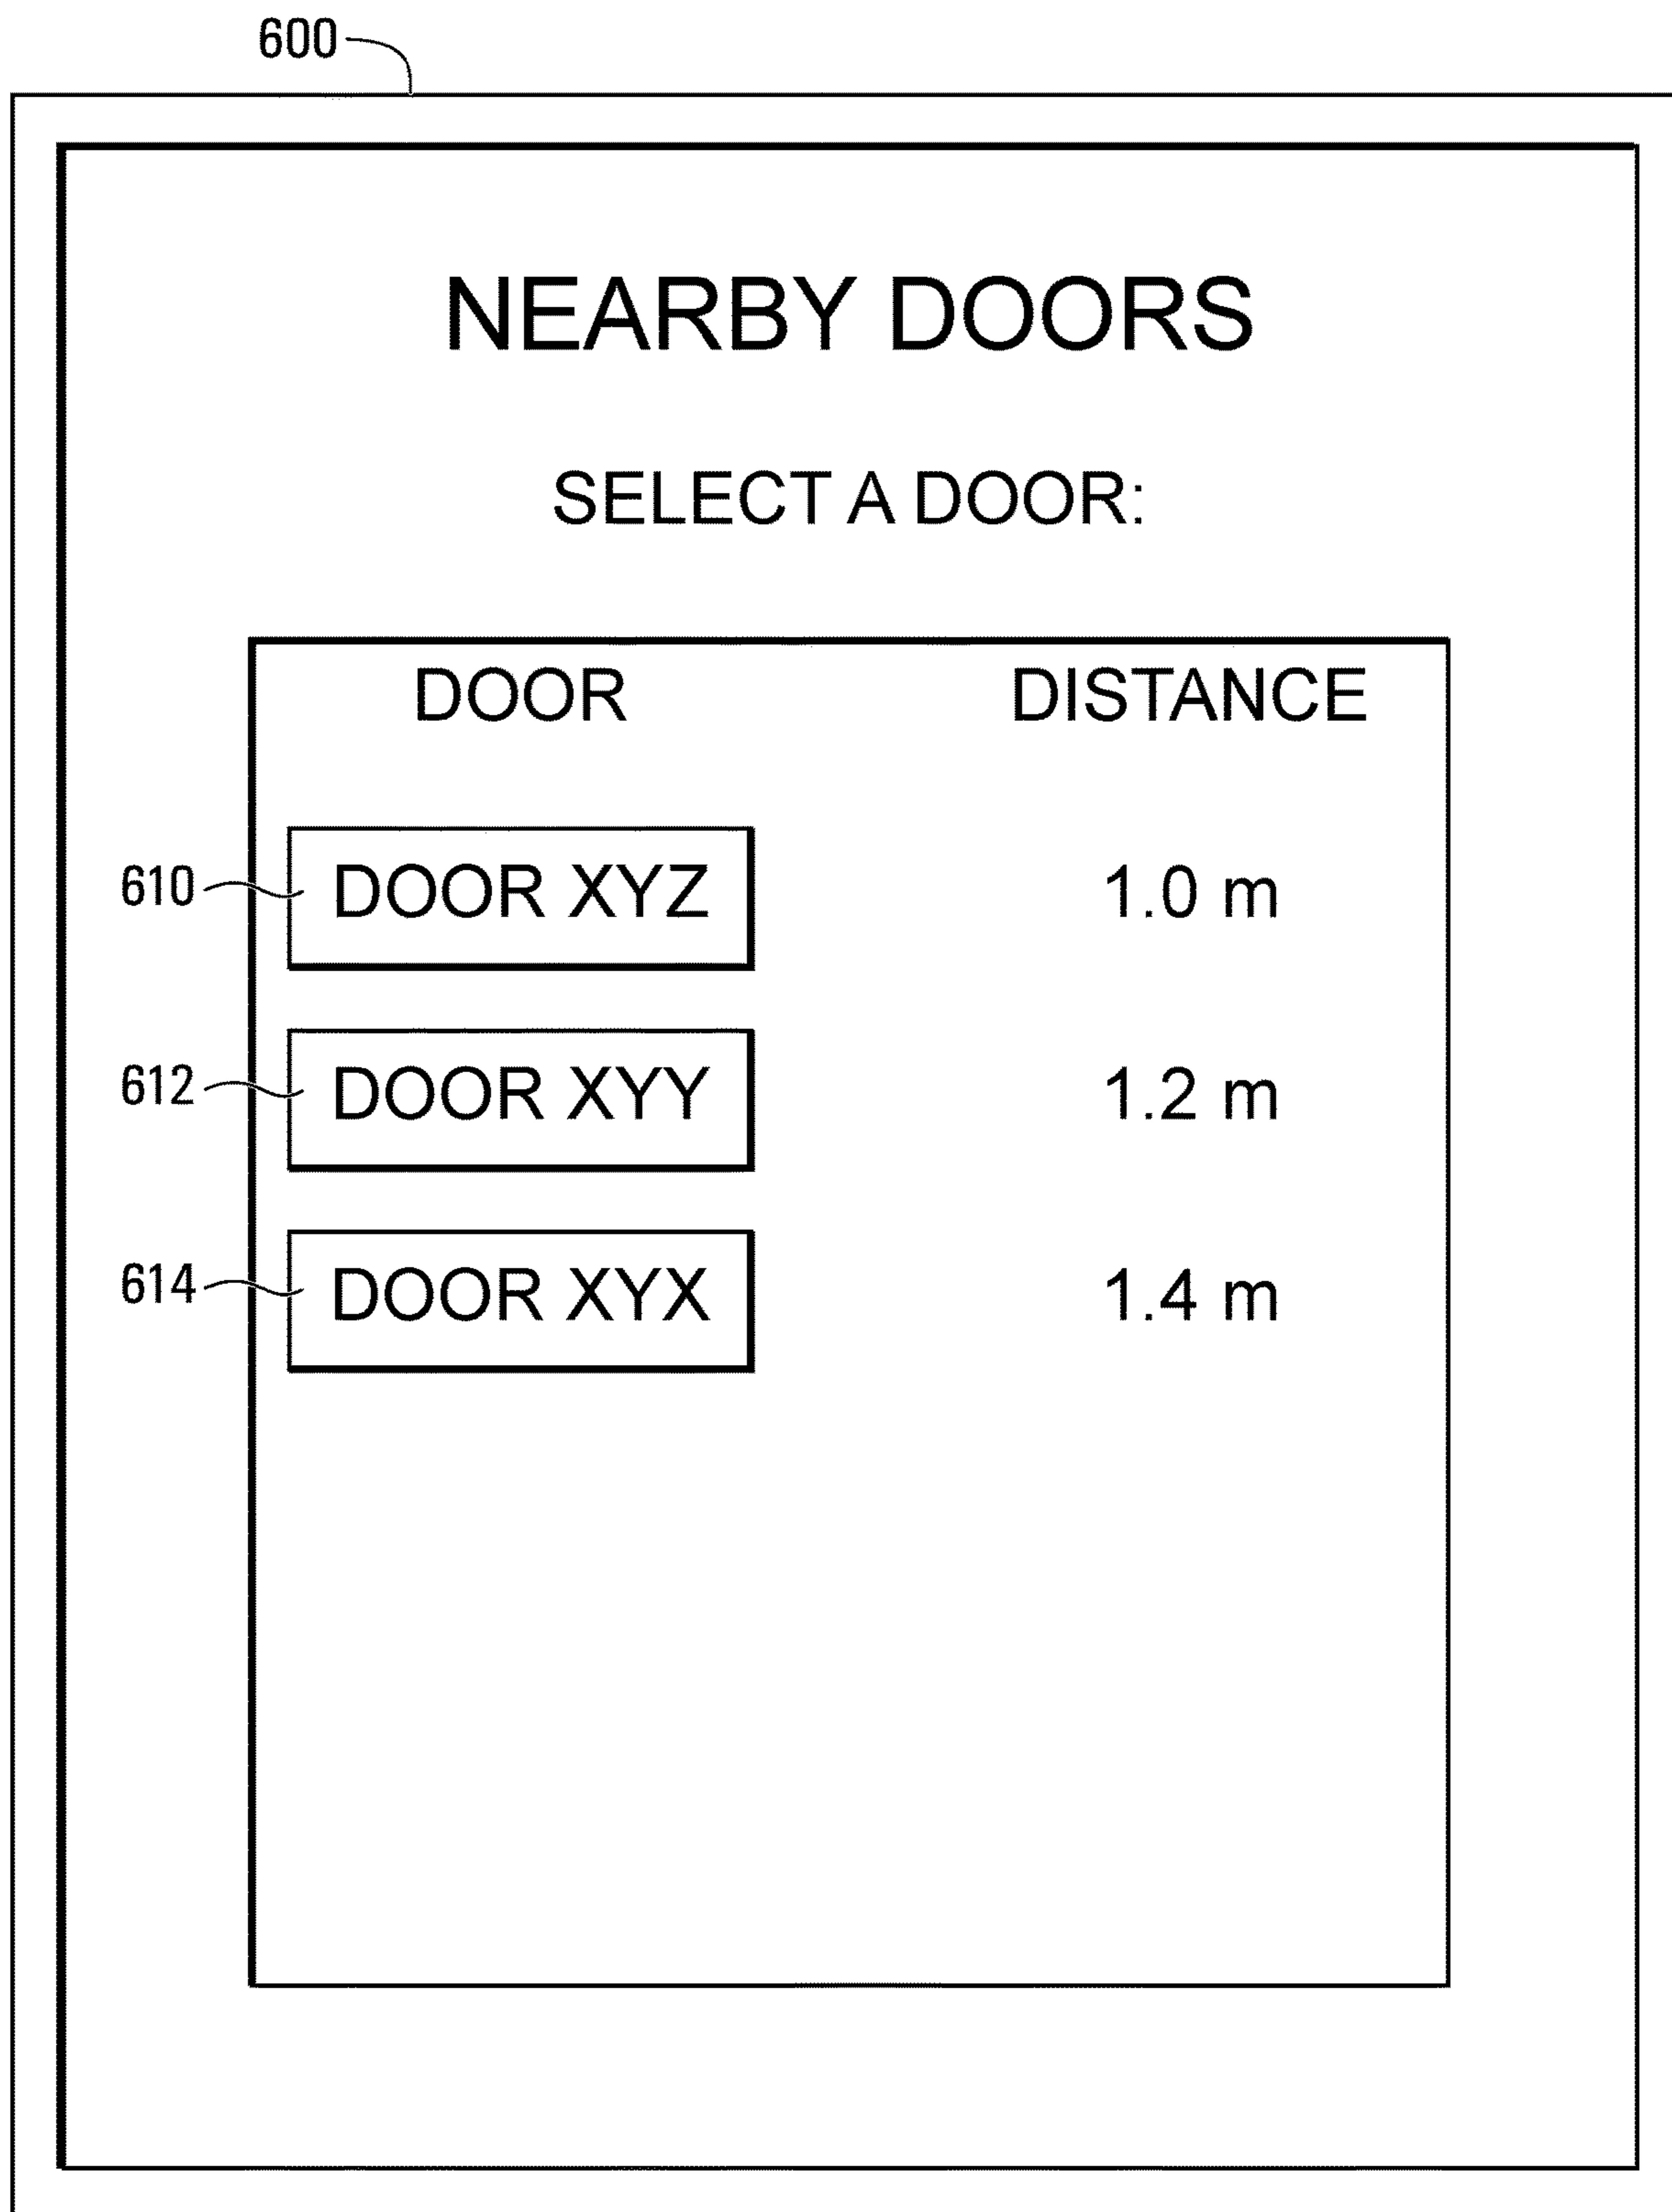 600
NEARBY DOORS
SELECT A DOOR:
DOOR DISTANCE
610 DOOR XYZ 1.0 m
612 DOOR XYY 1.2 m
614 DOOR XYX 1.4 m